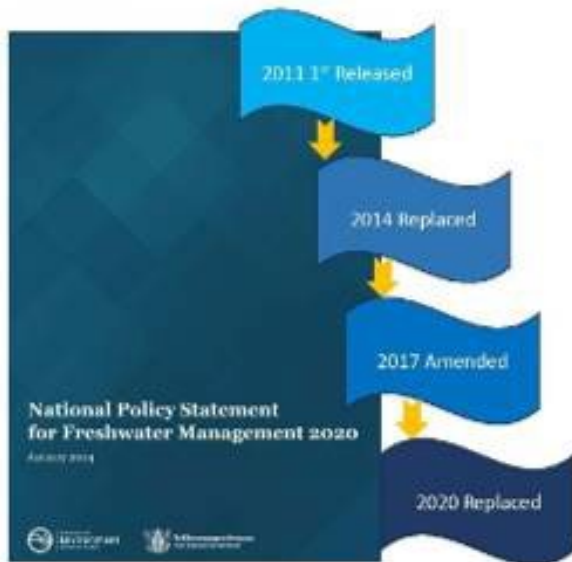 2011 1st Released
2014 Replaced
2017 Amended
2020 Replaced
National Policy Statement
for Freshwater Management 2020